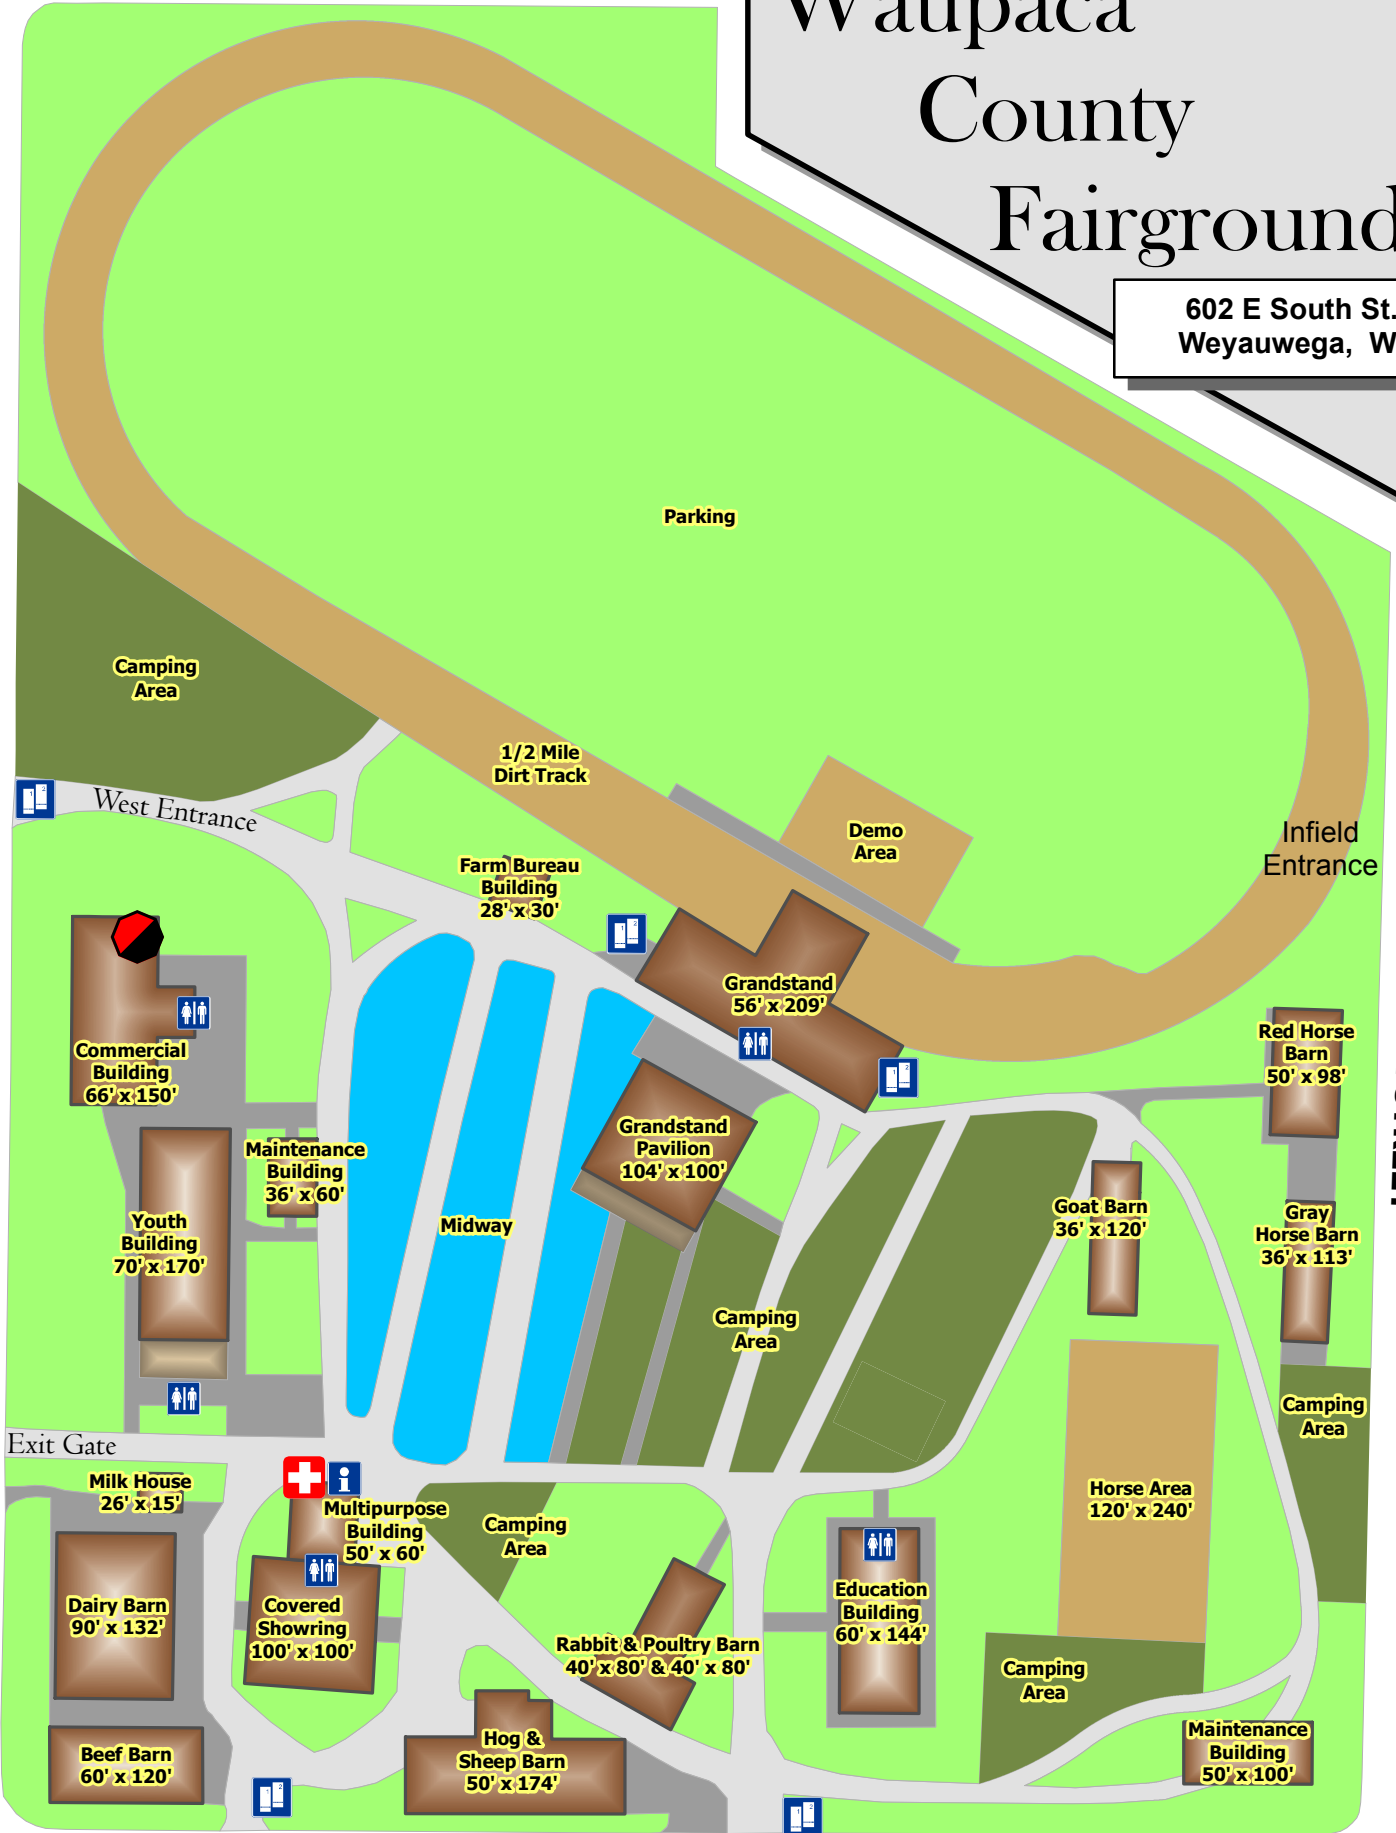 Waupaca
County
Fairground
602 E South St.
Weyauwega, W
Parking
Camping
Area
1/2 Mile
Dirt Track
West Entrance
Demo
Area
Infield
Entrance
Farm Bureau
Building
28' x 30'
Grandstand
56' x 209'
Commercial
Building
66' x 150'
Red Horse
Barn
50' x 98'
Grandstand
Pavilion
104' x 100'
Maintenance
Building
36' x 60'
Youth
Building
70' x 170'
Midway
Goat Barn
36' x 120'
Gray
Horse Barn
36' x 113'
Camping
Area
Camping
Area
Exit Gate
Milk House
26' x 15'
Multipurpose
Building
50' x 60'
Camping
Area
Horse Area
120' x 240'
Dairy Barn
90' x 132'
Covered
Showring
100' x 100'
Education
Building
60' x 144'
Rabbit & Poultry Barn
40' x 80' & 40' x 80'
Camping
Area
Beef Barn
60' x 120'
Hog &
Sheep Barn
50' x 174'
Maintenance
Building
50' x 100'